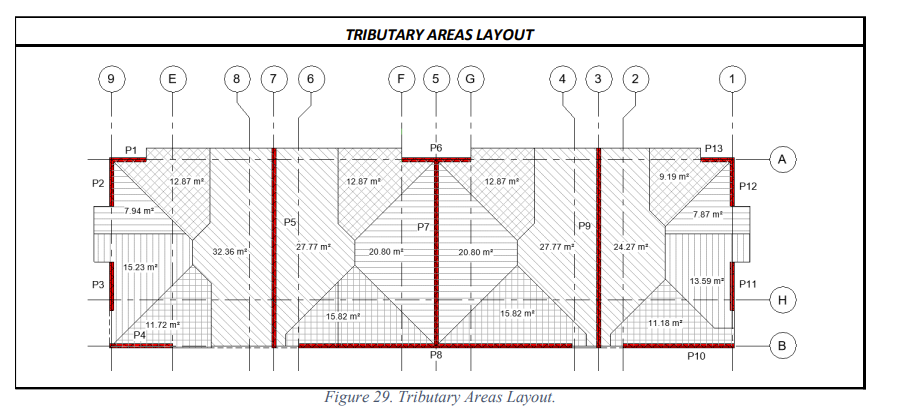 TRIBUTARY AREAS LAYOUT
9 E 8 7 6 F 5 G 4 3 2 1
P1 P6 P13
A
12.87 m² 12.87 m² 12.87 m² 9.19 m²
P2 P12
7.94 m² 7.87 m²
P5 P7 P9
32.36 m² 27.77 m² 20.80 m² 20.80 m² 27.77 m² 24.27 m²
15.23 m² 13.59 m²
P3 P11
H
15.82 m² 15.82 m²
11.72 m² 11.18 m²
P4
B
P8 P10
Figure 29. Tributary Areas Layout.